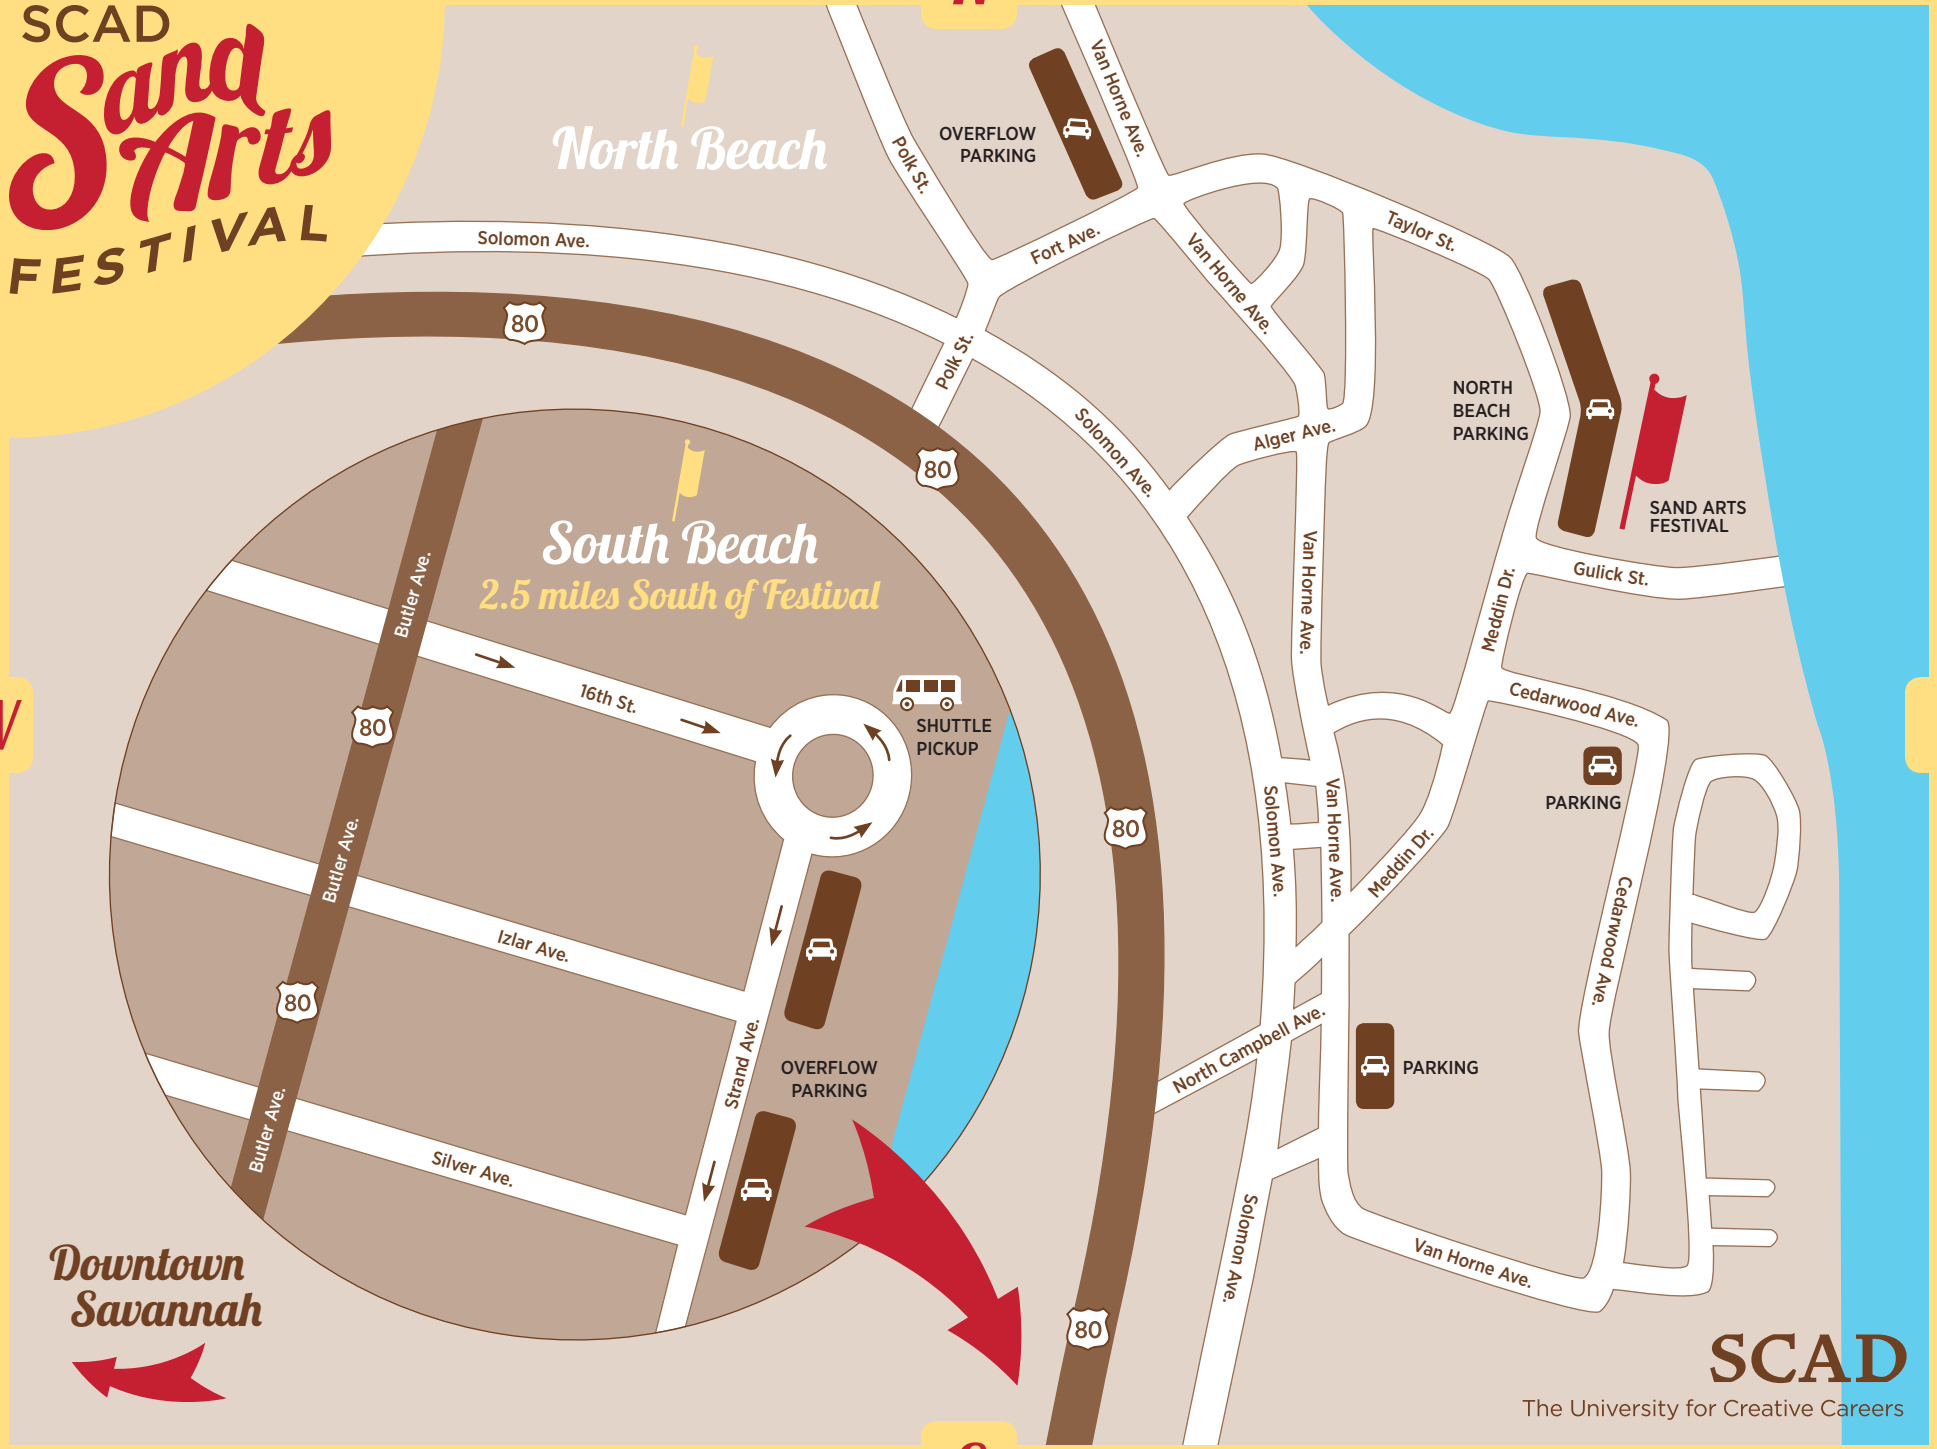 SCAD
Sand
Arts
FESTIVAL
N
North Beach
OVERFLOW
PARKING
Van Horne Ave.
Polk St.
Solomon Ave.
Fort Ave.
Taylor St.
Van Horne Ave.
80
Polk St.
NORTH
BEACH
PARKING
Solomon Ave.
Alger Ave.
80
SAND ARTS
FESTIVAL
South Beach
2.5 miles South of Festival
Butler Ave.
Van Horne Ave.
Gulick St.
Meddin Dr.
16th St.
Cedarwood Ave.
80
SHUTTLE
PICKUP
PARKING
80
Solomon Ave.
Van Horne Ave.
Meddin Dr.
Butler Ave.
Izlar Ave.
Cedarwood Ave.
80
North Campbell Ave.
Strand Ave.
OVERFLOW
PARKING
PARKING
Butler Ave.
Silver Ave.
Solomon Ave.
Van Horne Ave.
Downtown
Savannah
80
SCAD
The University for Creative Careers